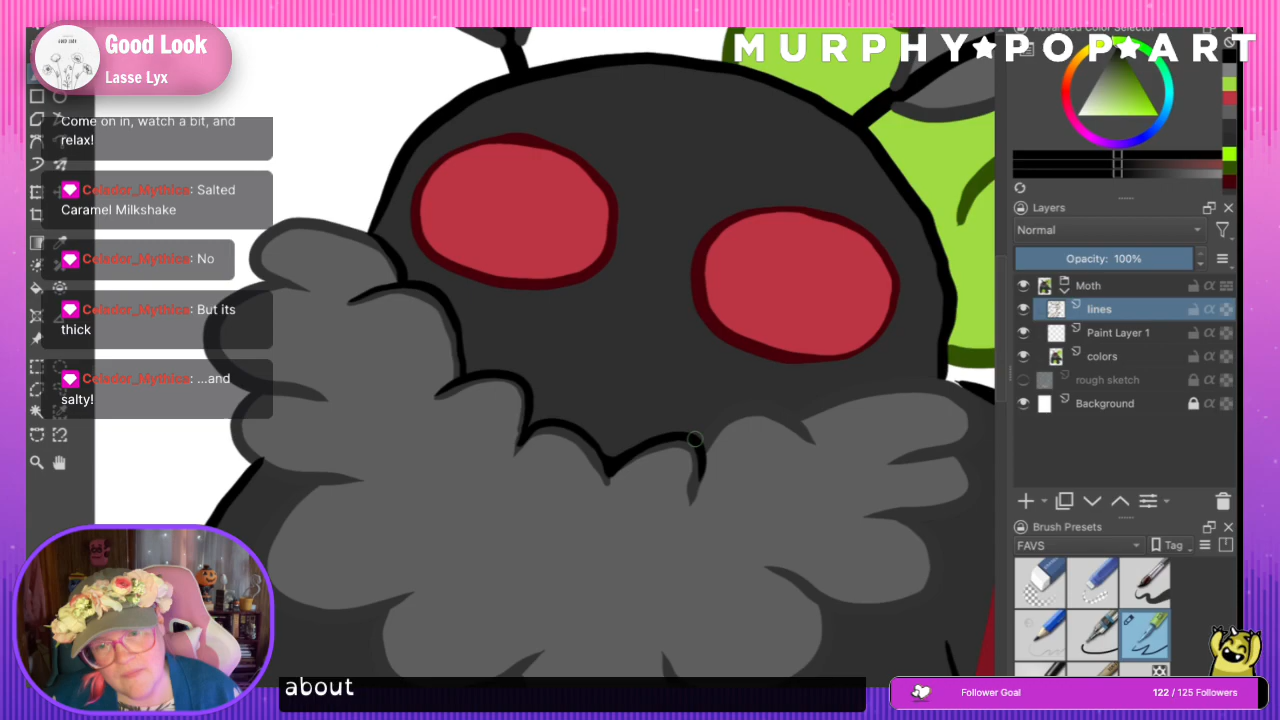 Good Look
Lasse Lyx
MURPHY★POP★ART
Advanced Color Selector
Come on in, watch a bit, and
relax!
Celador_Mythica: Salted
Caramel Milkshake
Celador_Mythica: No
Celador_Mythica: But its
thick
Celador_Mythica: ...and
salty!
Layers
Normal
Opacity: 100%
Moth
lines
Paint Layer 1
colors
rough sketch
Background
Brush Presets
FAVS
Tag
about
Follower Goal
122 / 125 Followers